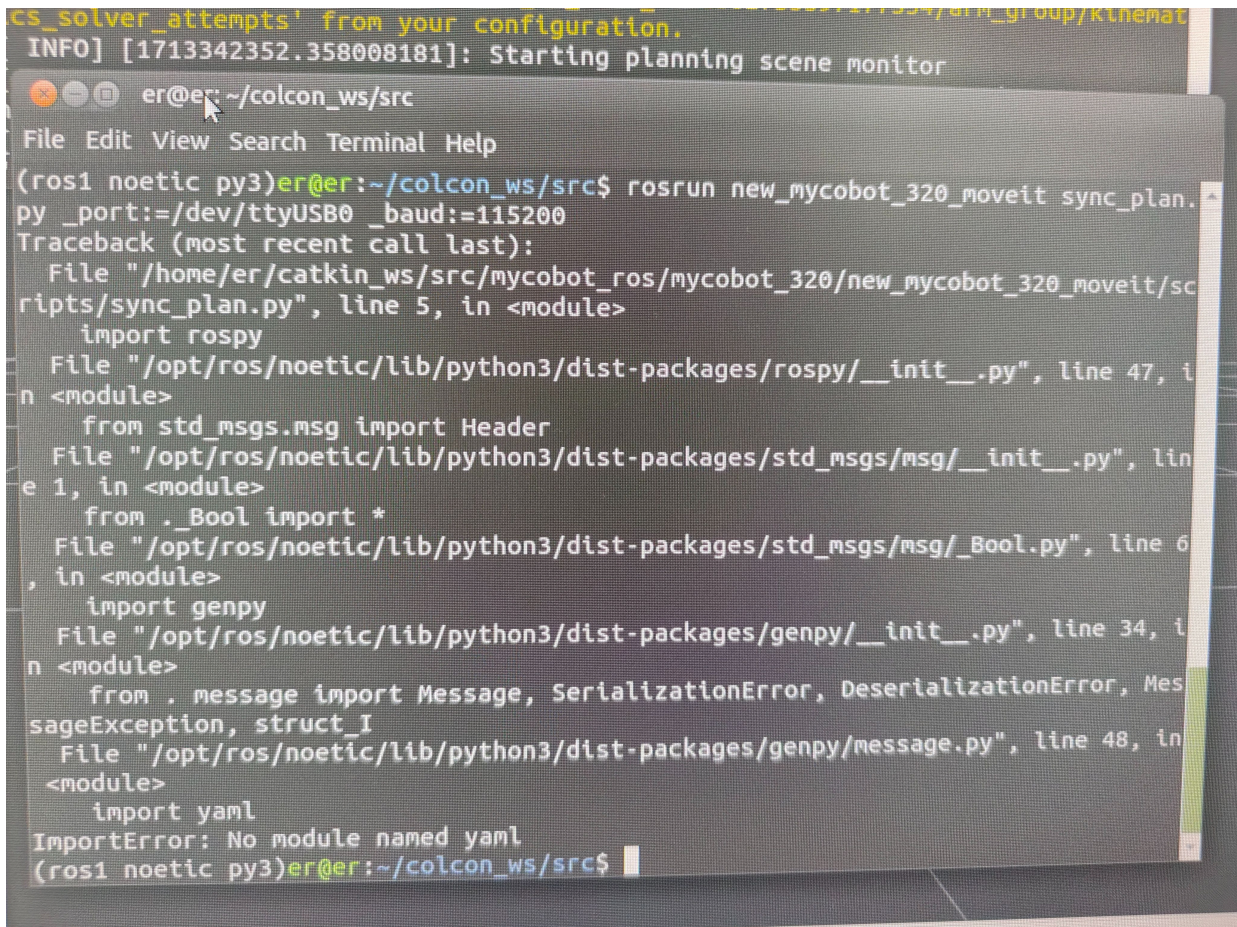 cs_solver_attempts' from your configuration.
INFO] [1713342352.358008181]: Starting planning scene monitor
er@er: ~/colcon_ws/src
File Edit View Search Terminal Help
(ros1 noetic py3)er@er:~/colcon_ws/src$ rosrun new_mycobot_320_moveit sync_plan.
py _port:=/dev/ttyUSB0 _baud:=115200
Traceback (most recent call last):
  File "/home/er/catkin_ws/src/mycobot_ros/mycobot_320/new_mycobot_320_moveit/sc
ripts/sync_plan.py", line 5, in <module>
    import rospy
  File "/opt/ros/noetic/lib/python3/dist-packages/rospy/__init__.py", line 47, i
n <module>
    from std_msgs.msg import Header
  File "/opt/ros/noetic/lib/python3/dist-packages/std_msgs/msg/__init__.py", lin
e 1, in <module>
    from ._Bool import *
  File "/opt/ros/noetic/lib/python3/dist-packages/std_msgs/msg/_Bool.py", line 6
, in <module>
    import genpy
  File "/opt/ros/noetic/lib/python3/dist-packages/genpy/__init__.py", line 34, i
n <module>
    from . message import Message, SerializationError, DeserializationError, Mes
sageException, struct_I
  File "/opt/ros/noetic/lib/python3/dist-packages/genpy/message.py", line 48, in
 <module>
    import yaml
ImportError: No module named yaml
(ros1 noetic py3)er@er:~/colcon_ws/src$